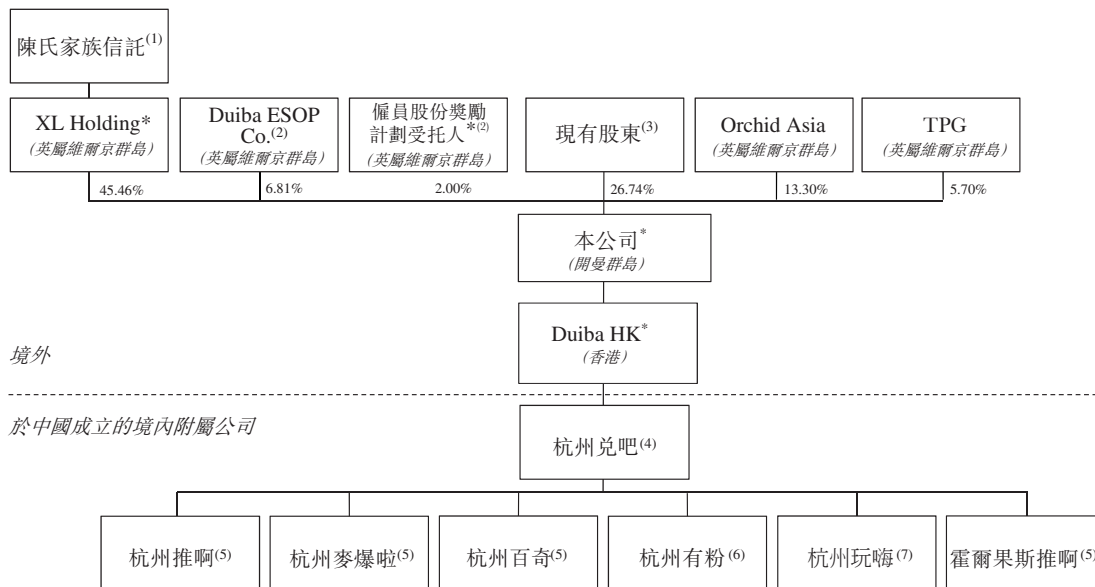 陳氏家族信託(1)
XL Holding*
(英屬維爾京群島)
Duiba ESOP
Co.(2)
(英屬維爾京群島)
僱員股份獎勵
計劃受托人*(2)
(英屬維爾京群島)
現有股東(3)
Orchid Asia
(英屬維爾京群島)
TPG
(英屬維爾京群島)
45.46%
6.81%
2.00%
26.74%
13.30%
5.70%
本公司*
(開曼群島)
Duiba HK*
(香港)
境外
於中國成立的境內附屬公司
杭州兑吧(4)
杭州推啊(5)
杭州麥爆啦(5)
杭州百奇(5)
杭州有粉(6)
杭州玩嗨(7)
霍爾果斯推啊(5)